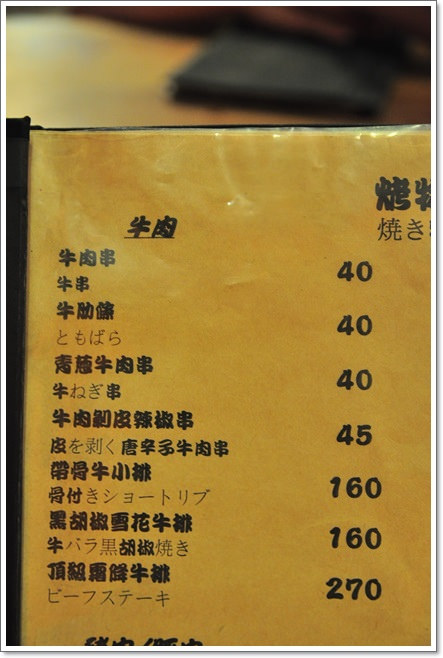 烤物
焼き
牛肉
牛肉串 40
牛串
牛肋條 40
ともばら
青蔥牛肉串 40
牛ねぎ串
牛肉剝皮辣椒串 45
皮を剥く唐辛子牛肉串
帶骨牛小排 160
骨付きショートリブ
黑胡椒雪花牛排 160
牛バラ黒胡椒焼き
頂級霜降牛排 270
ビーフステーキ